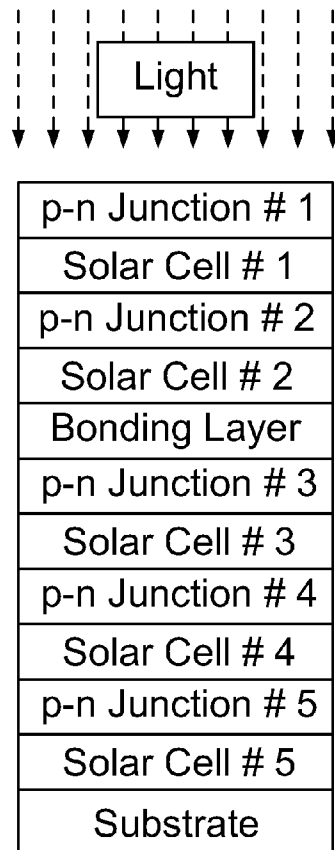 Light
p-n Junction # 1
Solar Cell # 1
p-n Junction # 2
Solar Cell # 2
Bonding Layer
p-n Junction # 3
Solar Cell # 3
p-n Junction # 4
Solar Cell # 4
p-n Junction # 5
Solar Cell # 5
Substrate